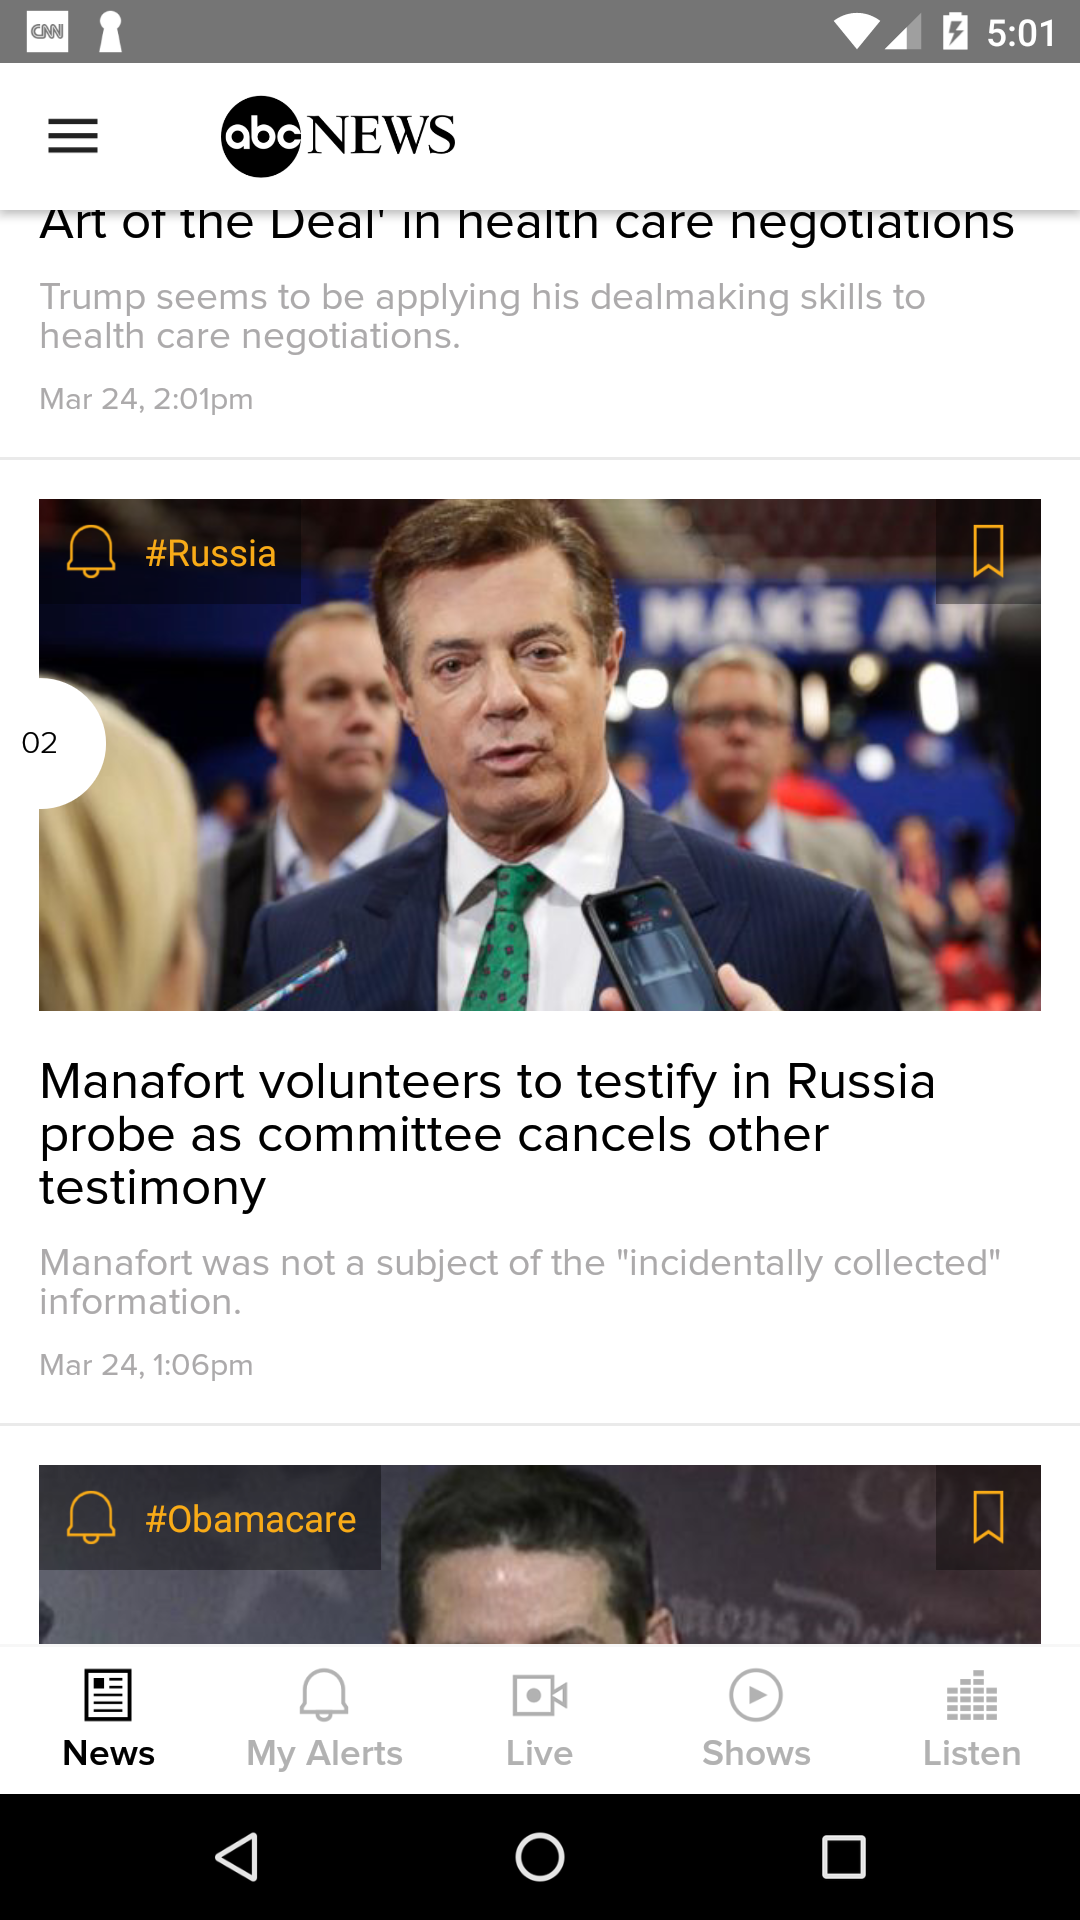 CNN
5:01
abc NEWS
Art of the Deal' in health care negotiations
Trump seems to be applying his dealmaking skills to
health care negotiations.
Mar 24, 2:01pm
#Russia
MAKE AM
02
Manafort volunteers to testify in Russia
probe as committee cancels other
testimony
Manafort was not a subject of the "incidentally collected"
information.
Mar 24, 1:06pm
#Obamacare
News
My Alerts
Live
Shows
Listen